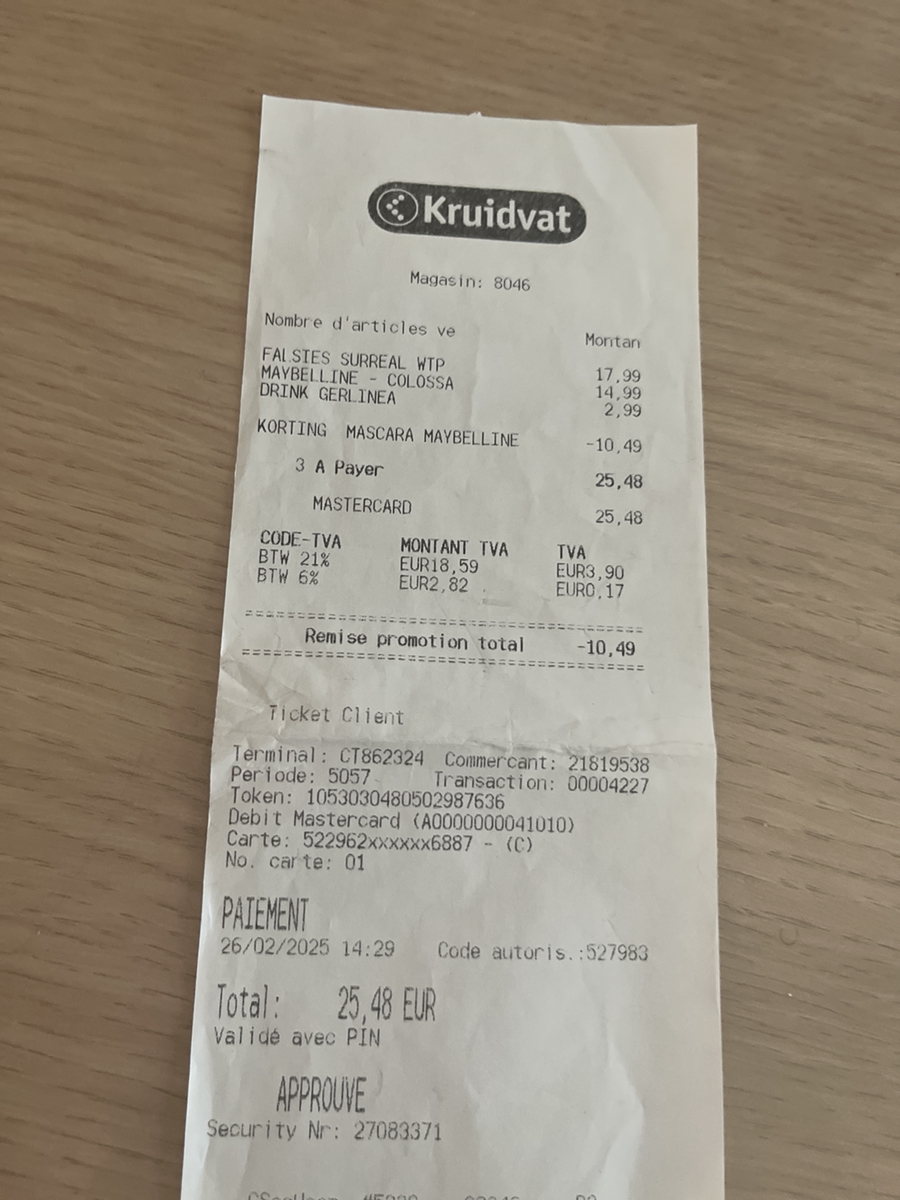 Kruidvat
Magasin: 8046
Nombre d'articles ve Montan
FALSIES SURREAL WTP 17,99
MAYBELLINE - COLOSSA 14,99
DRINK GERLINEA 2,99
KORTING MASCARA MAYBELLINE -10,49
3 A Payer 25,48
MASTERCARD 25,48
CODE-TVA MONTANT TVA TVA
BTW 21% EUR18,59 EUR3,90
BTW 6% EUR2,82 EUR0,17
Remise promotion total -10,49
Ticket Client
Terminal: CT862324 Commercant: 21819538
Periode: 5057 Transaction: 00004227
Token: 1053030480502987636
Debit Mastercard (A0000000041010)
Carte: 522962xxxxxx6887 - (C)
No. carte: 01
PAIEMENT
26/02/2025 14:29 Code autoris.:527983
Total: 25,48 EUR
Validé avec PIN
APPROUVE
Security Nr: 27083371